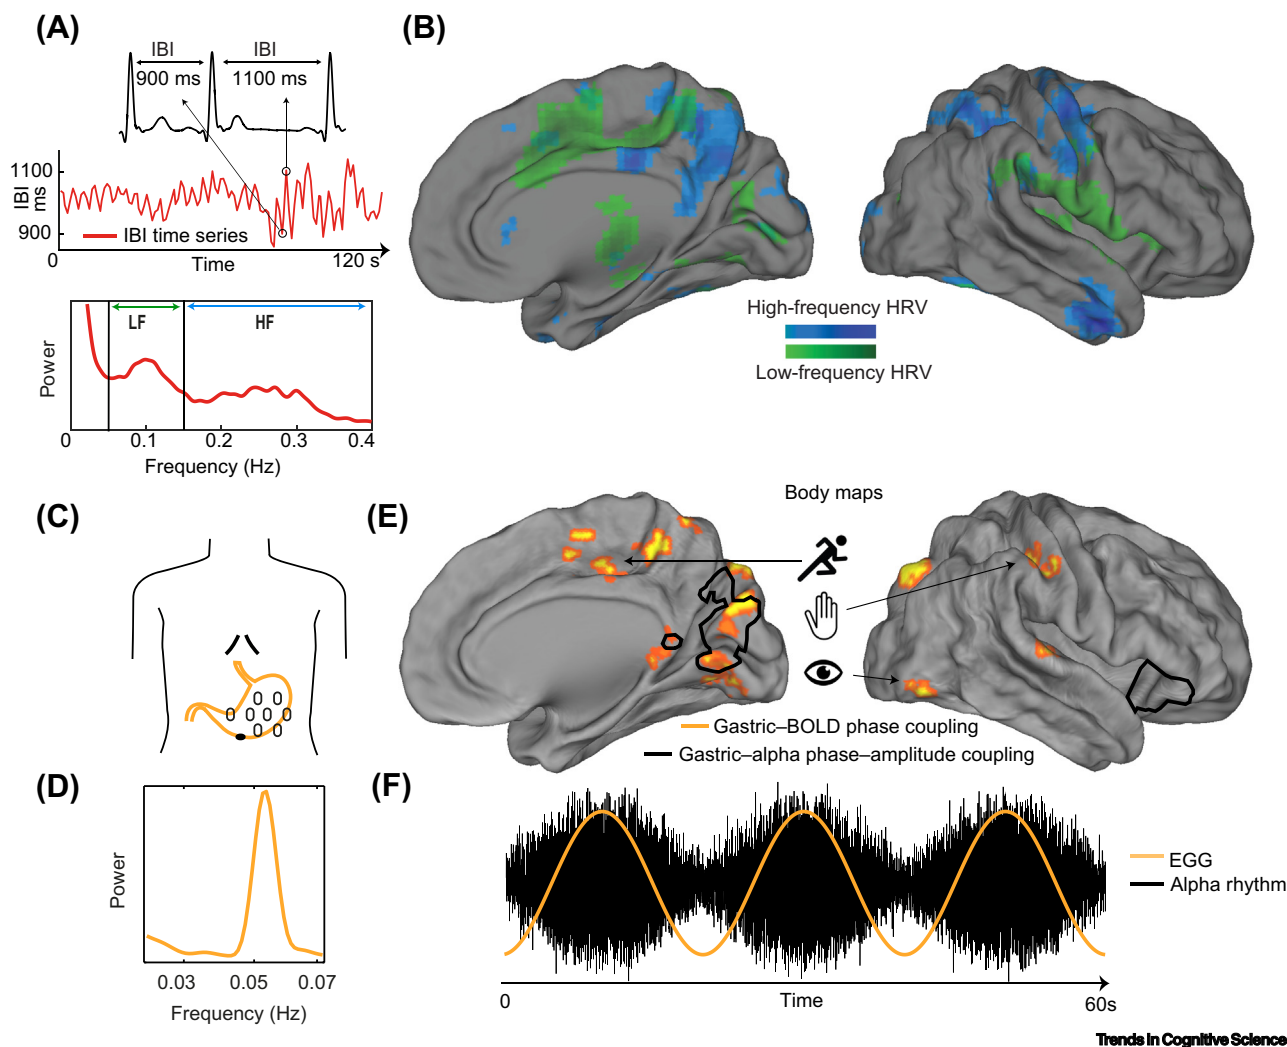 (A)
IBI IBI
900 ms 1100 ms
1100
IBI
ms
900
IBI time series
0 Time 120 s
LF HF
Power
0 0.1 0.2 0.3 0.4
Frequency (Hz)
(B)
High-frequency HRV
Low-frequency HRV
(C)
(D)
Power
0.03 0.05 0.07
Frequency (Hz)
(E)
Body maps
Gastric–BOLD phase coupling
Gastric–alpha phase–amplitude coupling
(F)
EGG
Alpha rhythm
0 Time 60s
Trends in Cognitive Science